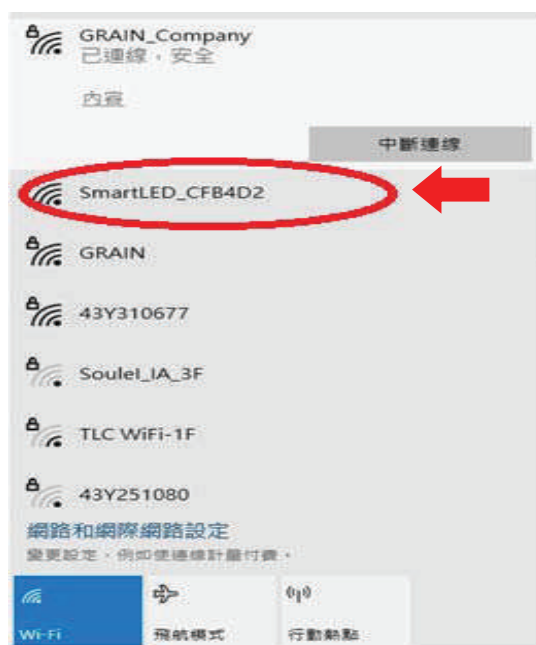 GRAIN_Company
已連線，安全
內容
中斷連線
SmartLED_CFB4D2
GRAIN
43Y310677
SouleI_IA_3F
TLC WiFi-1F
43Y251080
網路和網際網路設定
變更設定，例如使連線計量付費。
Wi-Fi
飛航模式
行動熱點